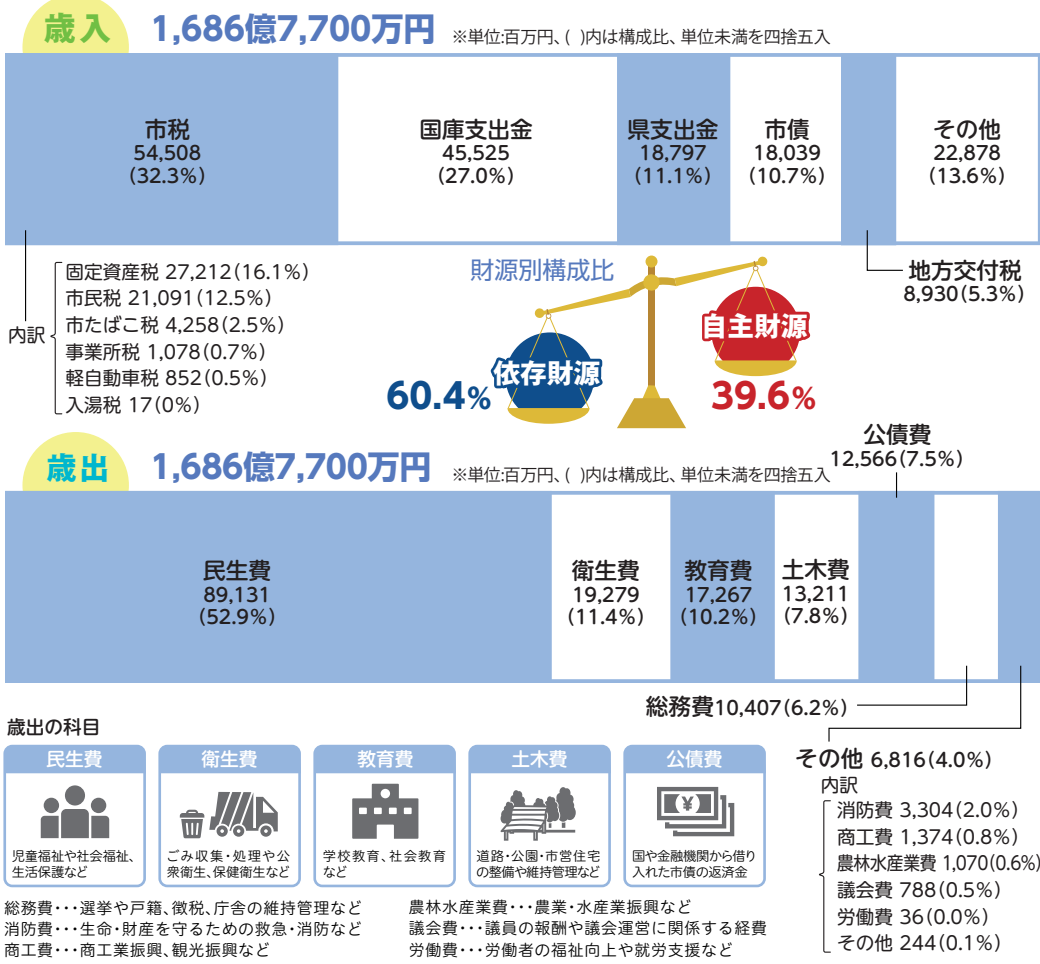 歳入 1,686億7,700万円 ※単位:百万円、( )内は構成比、単位未満を四捨五入
市税
54,508
(32.3%)
国庫支出金
45,525
(27.0%)
県支出金
18,797
(11.1%)
市債
18,039
(10.7%)
その他
22,878
(13.6%)
地方交付税
8,930(5.3%)
内訳
固定資産税 27,212(16.1%)
市民税 21,091(12.5%)
市たばこ税 4,258(2.5%)
事業所税 1,078(0.7%)
軽自動車税 852(0.5%)
入湯税 17(0%)
財源別構成比
依存財源
60.4%
自主財源
39.6%
歳出 1,686億7,700万円 ※単位:百万円、( )内は構成比、単位未満を四捨五入
公債費
12,566(7.5%)
民生費
89,131
(52.9%)
衛生費
19,279
(11.4%)
教育費
17,267
(10.2%)
土木費
13,211
(7.8%)
総務費10,407(6.2%)
その他 6,816(4.0%)
内訳
消防費 3,304(2.0%)
商工費 1,374(0.8%)
農林水産業費 1,070(0.6%)
議会費 788(0.5%)
労働費 36(0.0%)
その他 244(0.1%)
歳出の科目
民生費
児童福祉や社会福祉、
生活保護など
衛生費
ごみ収集・処理や公
衆衛生、保健衛生など
教育費
学校教育、社会教育
など
土木費
道路・公園・市営住宅
の整備や維持管理など
公債費
¥
国や金融機関から借り
入れた市債の返済金
総務費・・・選挙や戸籍、徴税、庁舎の維持管理など
消防費・・・生命・財産を守るための救急・消防など
商工費・・・商工業振興、観光振興など
農林水産業費・・・農業・水産業振興など
議会費・・・議員の報酬や議会運営に関係する経費
労働費・・・労働者の福祉向上や就労支援など